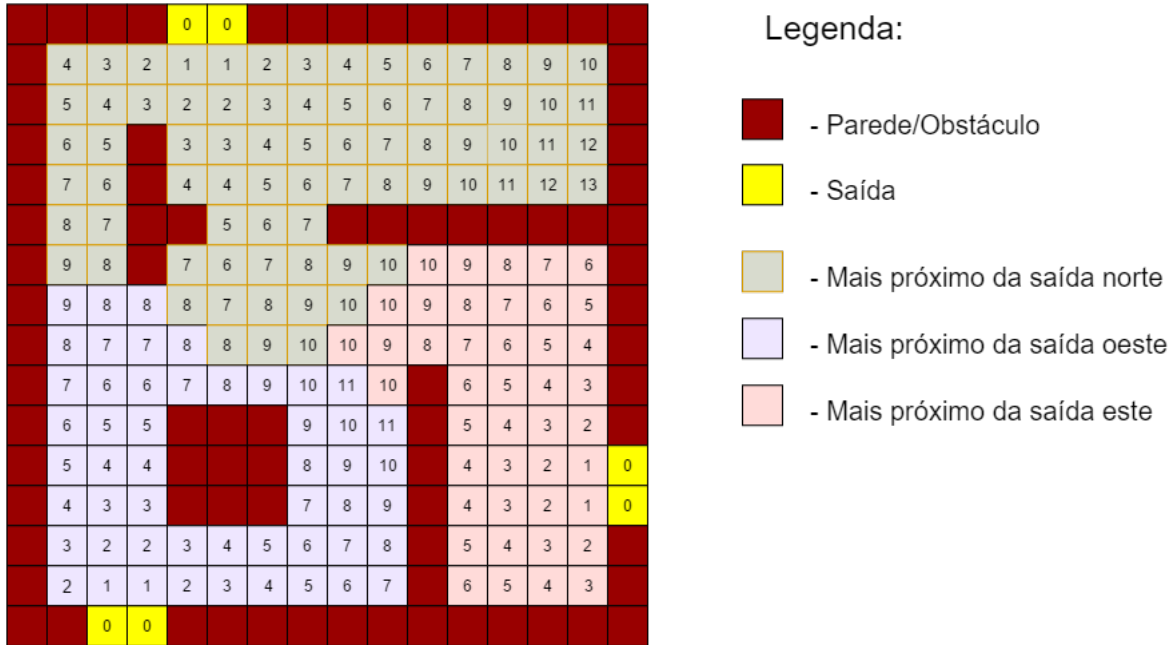 0 0
Legenda:
4 3 2 1 1 2 3 4 5 6 7 8 9 10
5 4 3 2 2 3 4 5 6 7 8 9 10 11
- Parede/Obstáculo
6 5 3 3 4 5 6 7 8 9 10 11 12
7 6 4 4 5 6 7 8 9 10 11 12 13
- Saída
8 7 5 6 7
9 8 7 6 7 8 9 10 10 9 8 7 6
- Mais próximo da saída norte
9 8 8 8 7 8 9 10 10 9 8 7 6 5
8 7 7 8 8 9 10 10 9 8 7 6 5 4
- Mais próximo da saída oeste
7 6 6 7 8 9 10 11 10 6 5 4 3
6 5 5 9 10 11 5 4 3 2
- Mais próximo da saída este
5 4 4 8 9 10 4 3 2 1 0
4 3 3 7 8 9 4 3 2 1 0
3 2 2 3 4 5 6 7 8 5 4 3 2
2 1 1 2 3 4 5 6 7 6 5 4 3
0 0